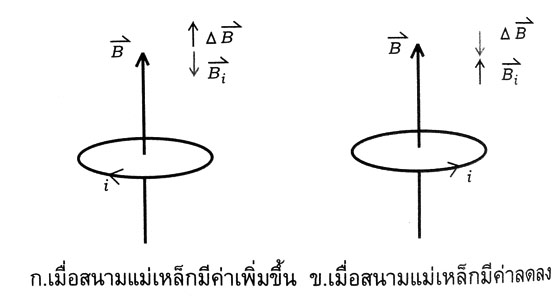 B ΔB
Bᵢ
i
ก.เมื่อสนามแม่เหล็กมีค่าเพิ่มขึ้น
B ΔB
Bᵢ
i
ข.เมื่อสนามแม่เหล็กมีค่าลดลง